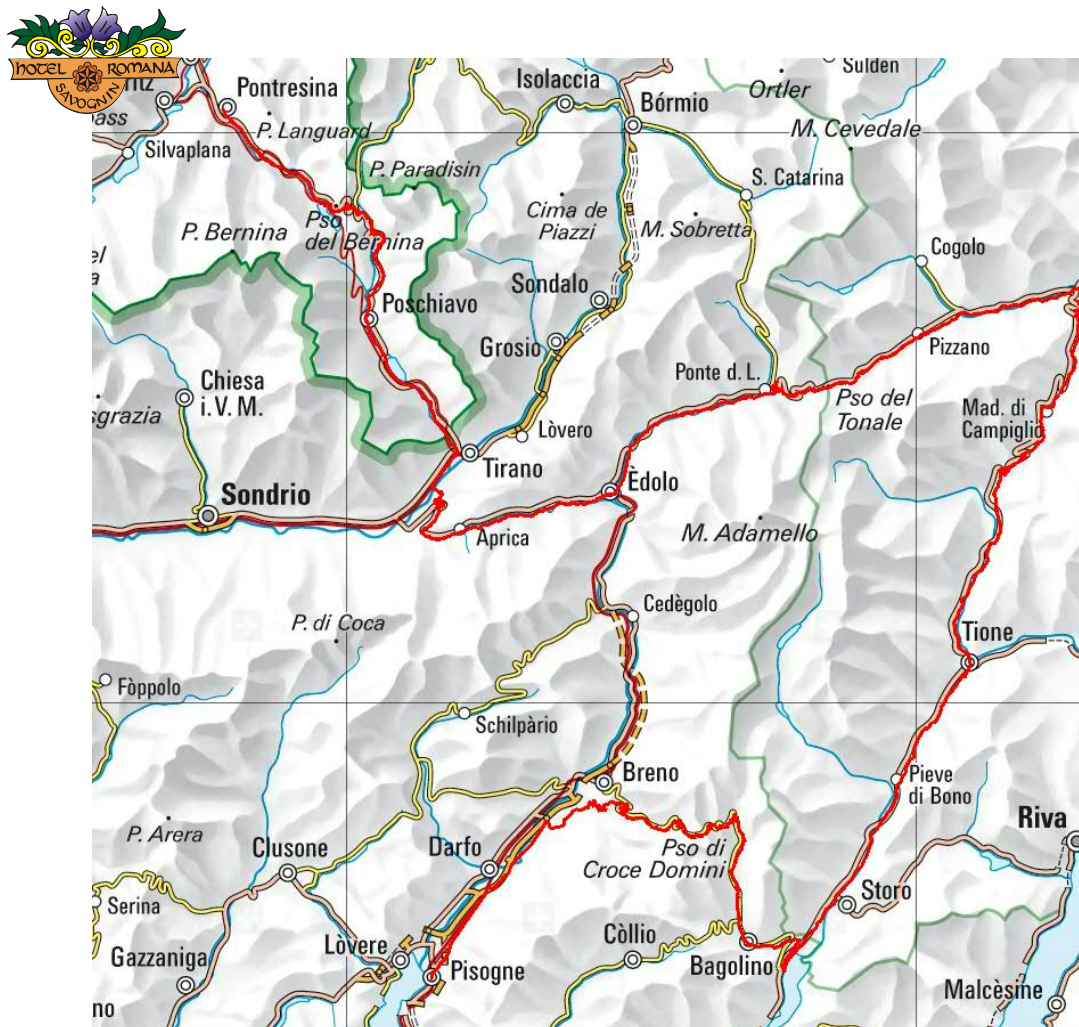 HOTEL ROMANA
SAVOGNIN
Sulden
Isolaccia
Ortler
Pontresina
Bórmio
P. Languard
M. Cevedale
Silvaplana
P. Paradisin
S. Catarina
Cima de
Piazzi
M. Sobretta
Pso
del Bernina
P. Bernina
Cogolo
Sondalo
Poschiavo
Grosio
Pizzano
Ponte d. L.
Chiesa
i. V. M.
Pso del
Tonale
Mad. di
Campiglio
sgrazia
Lòvero
Tirano
Èdolo
Sondrio
Aprica
M. Adamello
Cedègolo
P. di Coca
Tione
Fòppolo
Schilpàrio
Breno
Pieve
di Bono
Riva
P. Arera
Clusone
Darfo
Pso di
Croce Domini
Serina
Storo
Lòvere
Còllio
Gazzaniga
Pisogne
Bagolino
Malcèsine
no